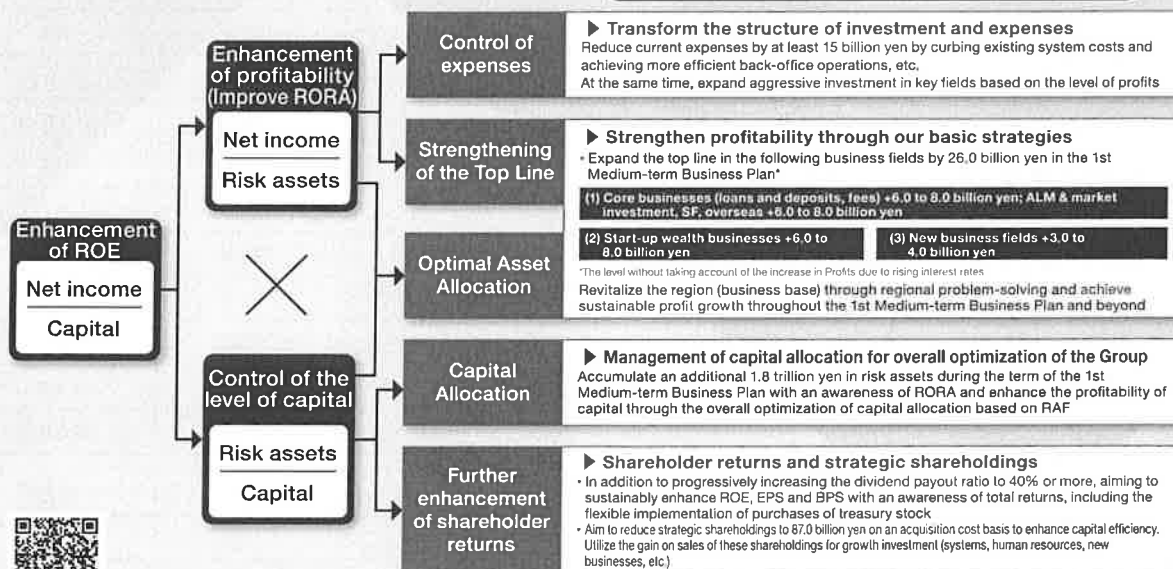 Enhancement
of ROE
Net income
Capital
Enhancement
of profitability
(Improve RORA)
Net income
Risk assets
Control of the
level of capital
Risk assets
Capital
Control of
expenses
▶ Transform the structure of investment and expenses
Reduce current expenses by at least 15 billion yen by curbing existing system costs and
achieving more efficient back-office operations, etc.
At the same time, expand aggressive investment in key fields based on the level of profits
Strengthening
of the Top Line
Optimal Asset
Allocation
▶ Strengthen profitability through our basic strategies
• Expand the top line in the following business fields by 26.0 billion yen in the 1st
Medium-term Business Plan*
(1) Core businesses (loans and deposits, fees) +6.0 to 8.0 billion yen; ALM & market
investment, SF, overseas +6.0 to 8.0 billion yen
(2) Start-up wealth businesses +6.0 to
8.0 billion yen
(3) New business fields +3.0 to
4.0 billion yen
*The level without taking account of the increase in Profits due to rising interest rates
Revitalize the region (business base) through regional problem-solving and achieve
sustainable profit growth throughout the 1st Medium-term Business Plan and beyond
Capital
Allocation
▶ Management of capital allocation for overall optimization of the Group
Accumulate an additional 1.8 trillion yen in risk assets during the term of the 1st
Medium-term Business Plan with an awareness of RORA and enhance the profitability of
capital through the overall optimization of capital allocation based on RAF
Further
enhancement
of shareholder
returns
▶ Shareholder returns and strategic shareholdings
• In addition to progressively increasing the dividend payout ratio to 40% or more, aiming to
sustainably enhance ROE, EPS and BPS with an awareness of total returns, including the
flexible implementation of purchases of treasury stock
• Aim to reduce strategic shareholdings to 87.0 billion yen on an acquisition cost basis to enhance capital efficiency.
Utilize the gain on sales of these shareholdings for growth investment (systems, human resources, new
businesses, etc.)